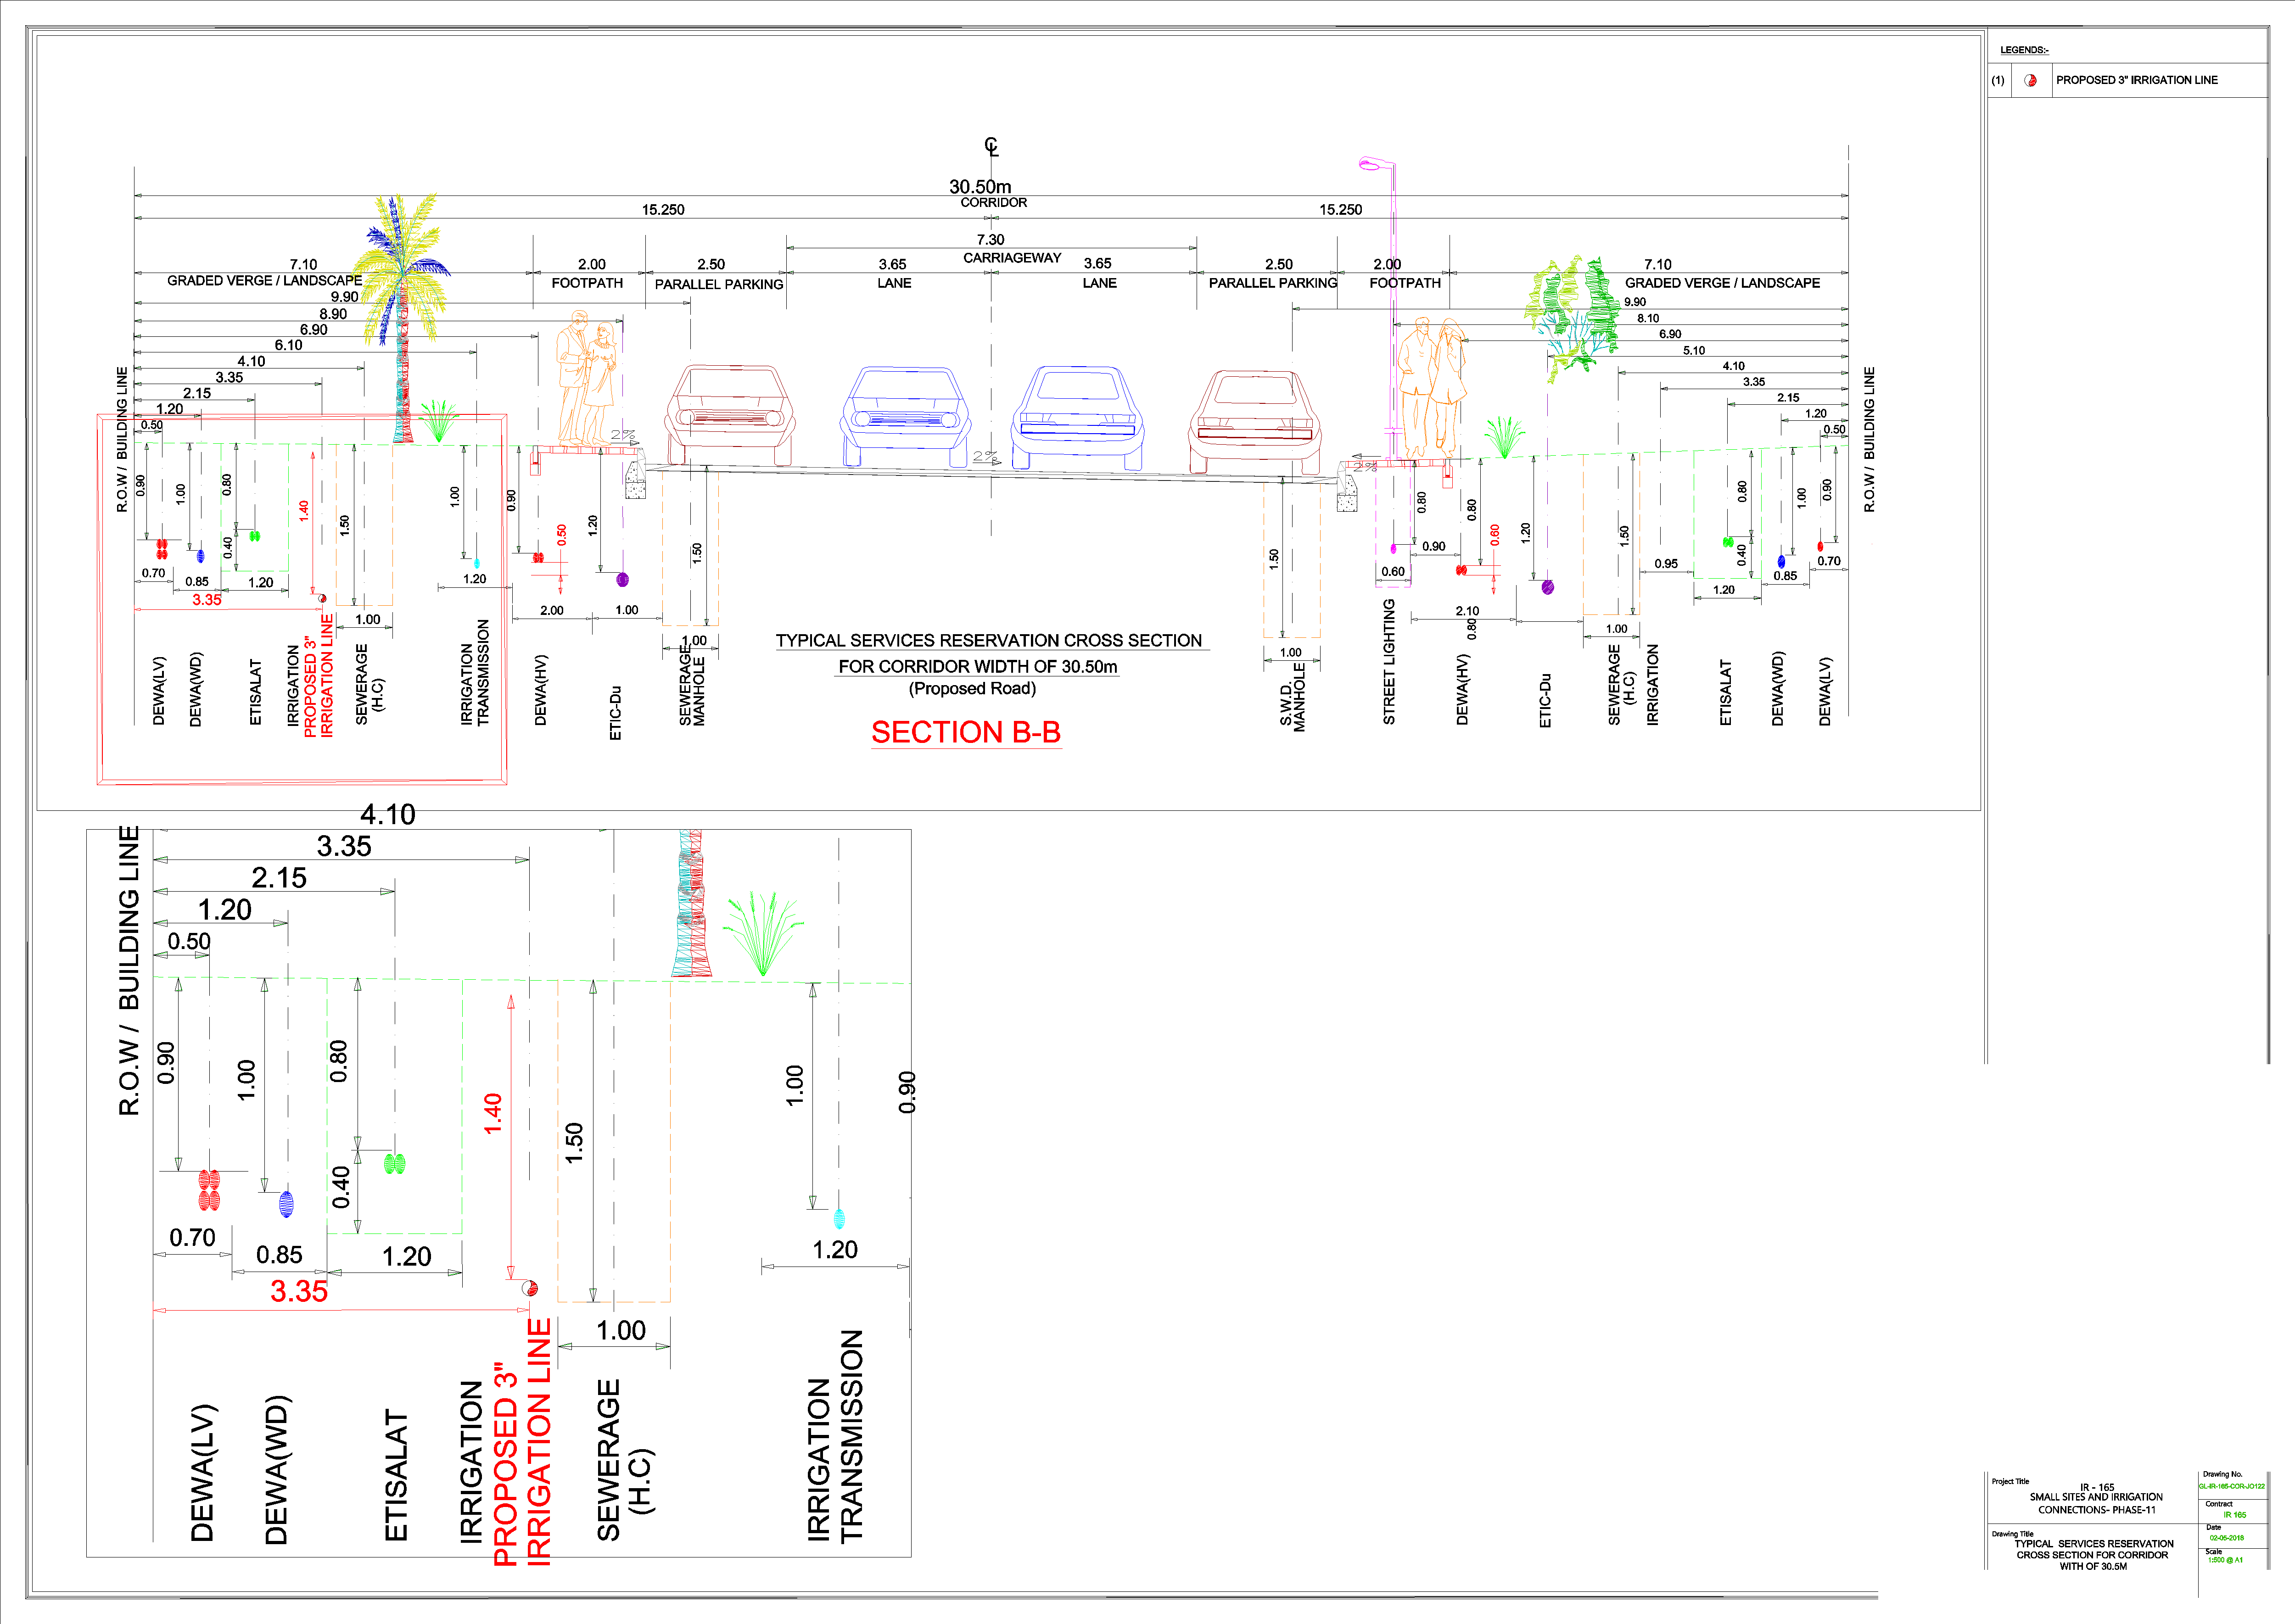 LEGENDS:-
(1) PROPOSED 3" IRRIGATION LINE
℄
30.50m
CORRIDOR
15.250 15.250
7.30
CARRIAGEWAY
7.10 2.00 2.50 3.65 3.65 2.50 2.00 7.10
GRADED VERGE / LANDSCAPE FOOTPATH PARALLEL PARKING LANE LANE PARALLEL PARKING FOOTPATH GRADED VERGE / LANDSCAPE
9.90 9.90
8.90 8.10
6.90 6.90
6.10 5.10
4.10 4.10
3.35 3.35
2.15 2.15
1.20 1.20
0.50 0.50
R.O.W / BUILDING LINE
R.O.W / BUILDING LINE
2% 2% 2%
0.90 1.00 0.80 0.40 1.40 1.50 1.00 0.90 0.50 1.20 1.50
1.50 0.80 0.80 0.60 1.20 1.50 0.80 0.40 1.00 0.90
0.70 0.85 1.20 1.20
3.35
1.00 2.00 1.00 1.00
1.00 0.60 0.90 2.10 0.80 1.00 0.95 1.20 0.85 0.70
DEWA(LV)
DEWA(WD)
ETISALAT
IRRIGATION
PROPOSED 3"
IRRIGATION LINE
SEWERAGE
(H.C)
IRRIGATION
TRANSMISSION
DEWA(HV)
ETIC-Du
SEWERAGE
MANHOLE
TYPICAL SERVICES RESERVATION CROSS SECTION
FOR CORRIDOR WIDTH OF 30.50m
(Proposed Road)
SECTION B-B
S.W.D.
MANHOLE
STREET LIGHTING
DEWA(HV)
ETIC-Du
SEWERAGE
(H.C)
IRRIGATION
ETISALAT
DEWA(WD)
DEWA(LV)
4.10
3.35
2.15
1.20
0.50
R.O.W / BUILDING LINE
0.90 1.00 0.80 0.40 1.40 1.50 1.00 0.90
0.70 0.85 1.20 1.20
3.35
1.00
DEWA(LV)
DEWA(WD)
ETISALAT
IRRIGATION
PROPOSED 3"
IRRIGATION LINE
SEWERAGE
(H.C)
IRRIGATION
TRANSMISSION
Project Title
IR - 165
SMALL SITES AND IRRIGATION
CONNECTIONS- PHASE-11
Drawing Title
TYPICAL SERVICES RESERVATION
CROSS SECTION FOR CORRIDOR
WITH OF 30.5M
Drawing No.
GL-IR-165-COR-JO122
Contract
IR 165
Date
02-05-2018
Scale
1:500 @ A1